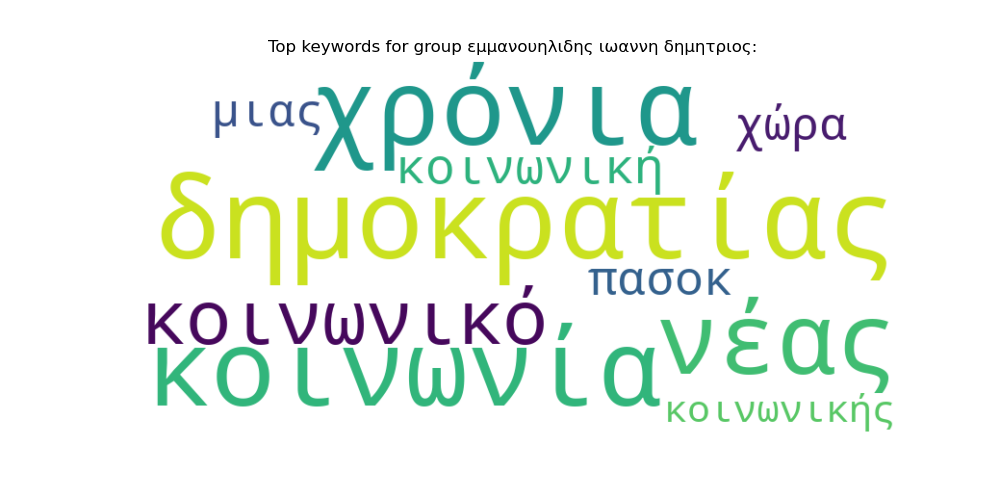 Top keywords for group εμμανουηλιδης ιωαννη δημητριος:
μιας χρόνια χώρα
κοινωνική
δημοκρατίας
πασοκ
κοινωνικό νέας
κοινωνία
κοινωνικής